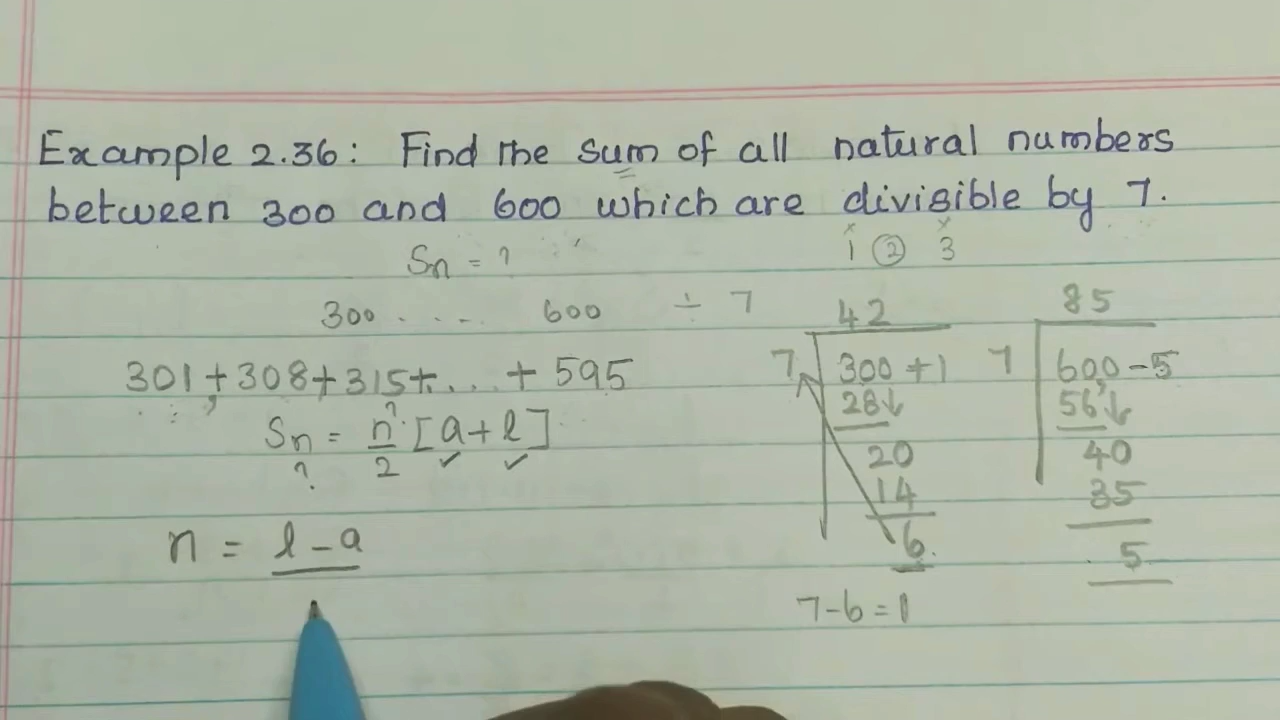 Example 2.36: Find the sum of all natural numbers
between 300 and 600 which are divisible by 7.
Sn = ?
1 2 3
300 ..... 600 ÷ 7
301 + 308 + 315 + ... + 595
Sn = n/2 [a + l]
?
?
n = l - a
42
7 300 + 1
28↓
20
14
6
7 - 6 = 1
85
7 600 - 5
56↓
40
35
5